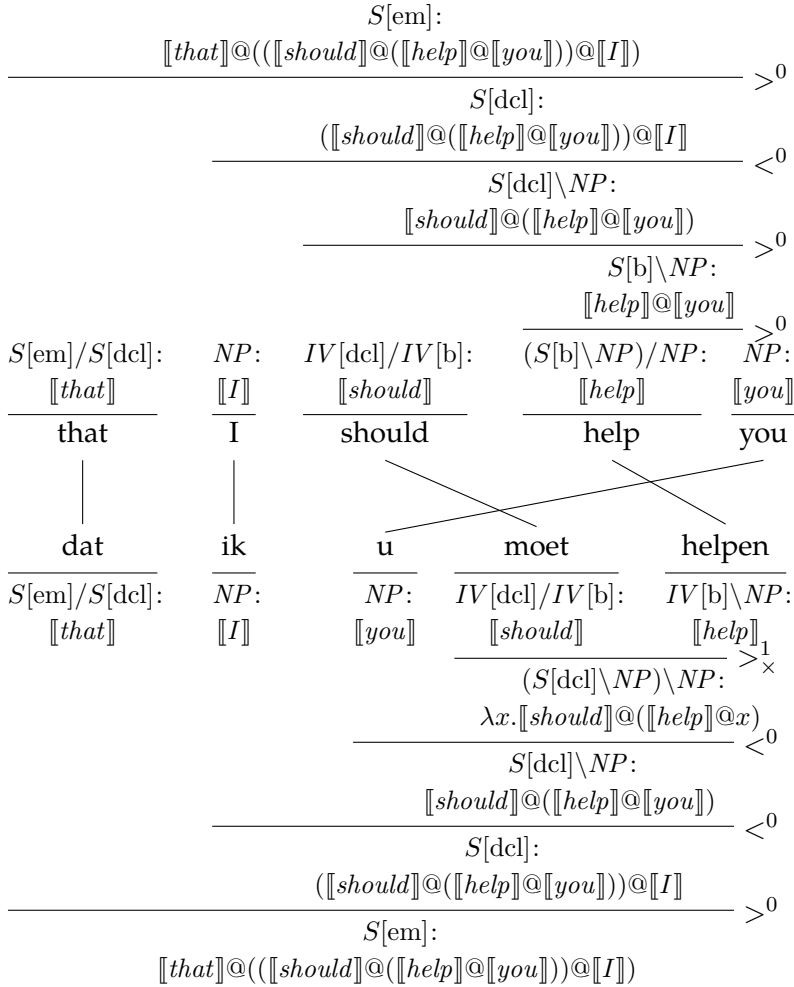 S[em]:
⟦that⟧@((⟦should⟧@(⟦help⟧@⟦you⟧))@⟦I⟧)
>⁰
S[dcl]:
(⟦should⟧@(⟦help⟧@⟦you⟧))@⟦I⟧
<⁰
S[dcl]\NP:
⟦should⟧@(⟦help⟧@⟦you⟧)
>⁰
S[b]\NP:
⟦help⟧@⟦you⟧
>⁰
S[em]/S[dcl]: NP: IV[dcl]/IV[b]: (S[b]\NP)/NP: NP:
⟦that⟧ ⟦I⟧ ⟦should⟧ ⟦help⟧ ⟦you⟧
that I should help you
dat ik u moet helpen
S[em]/S[dcl]: NP: NP: IV[dcl]/IV[b]: IV[b]\NP:
⟦that⟧ ⟦I⟧ ⟦you⟧ ⟦should⟧ ⟦help⟧
>¹×
(S[dcl]\NP)\NP:
λx.⟦should⟧@(⟦help⟧@x)
<⁰
S[dcl]\NP:
⟦should⟧@(⟦help⟧@⟦you⟧)
<⁰
S[dcl]:
(⟦should⟧@(⟦help⟧@⟦you⟧))@⟦I⟧
>⁰
S[em]:
⟦that⟧@((⟦should⟧@(⟦help⟧@⟦you⟧))@⟦I⟧)